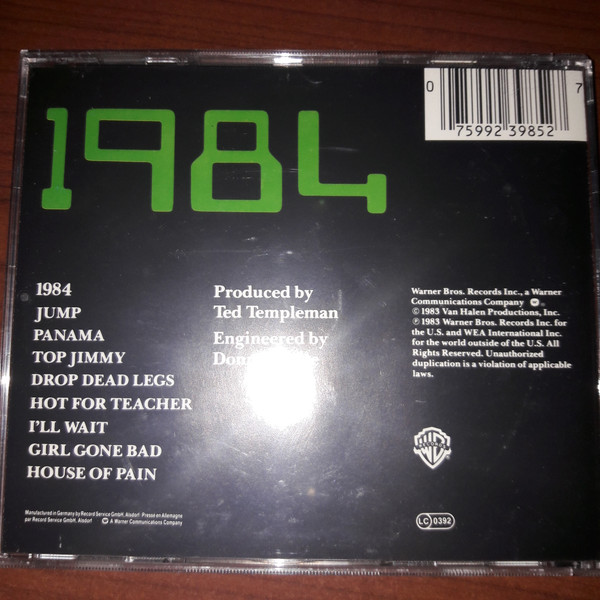 1984
0 75992 39852 7
1984
JUMP
PANAMA
TOP JIMMY
DROP DEAD LEGS
HOT FOR TEACHER
I'LL WAIT
GIRL GONE BAD
HOUSE OF PAIN
Produced by
Ted Templeman
Engineered by
Warner Bros. Records Inc., a Warner
Communications Company
© 1983 Van Halen Productions, Inc.
℗ 1983 Warner Bros. Records Inc. for
the U.S. and WEA International Inc.
for the world outside of the U.S. All
Rights Reserved. Unauthorized
duplication is a violation of applicable
laws.
WB
RECORDS
LC 0392
Manufactured in Germany by Record Service GmbH, Alsdorf Presse en Allemagne
par Record Service GmbH, Alsdorf A Warner Communications Company